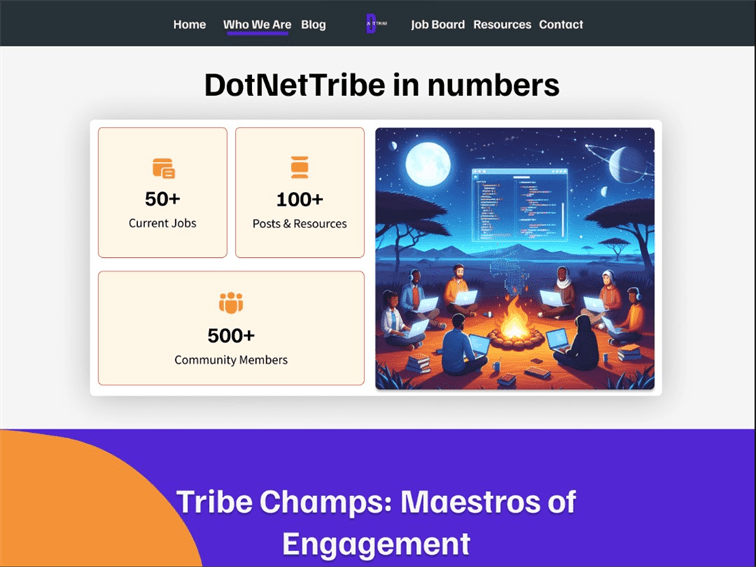 Home Who We Are Blog Job Board Resources Contact
DotNetTribe in numbers
50+
Current Jobs
100+
Posts & Resources
500+
Community Members
Tribe Champs: Maestros of
Engagement